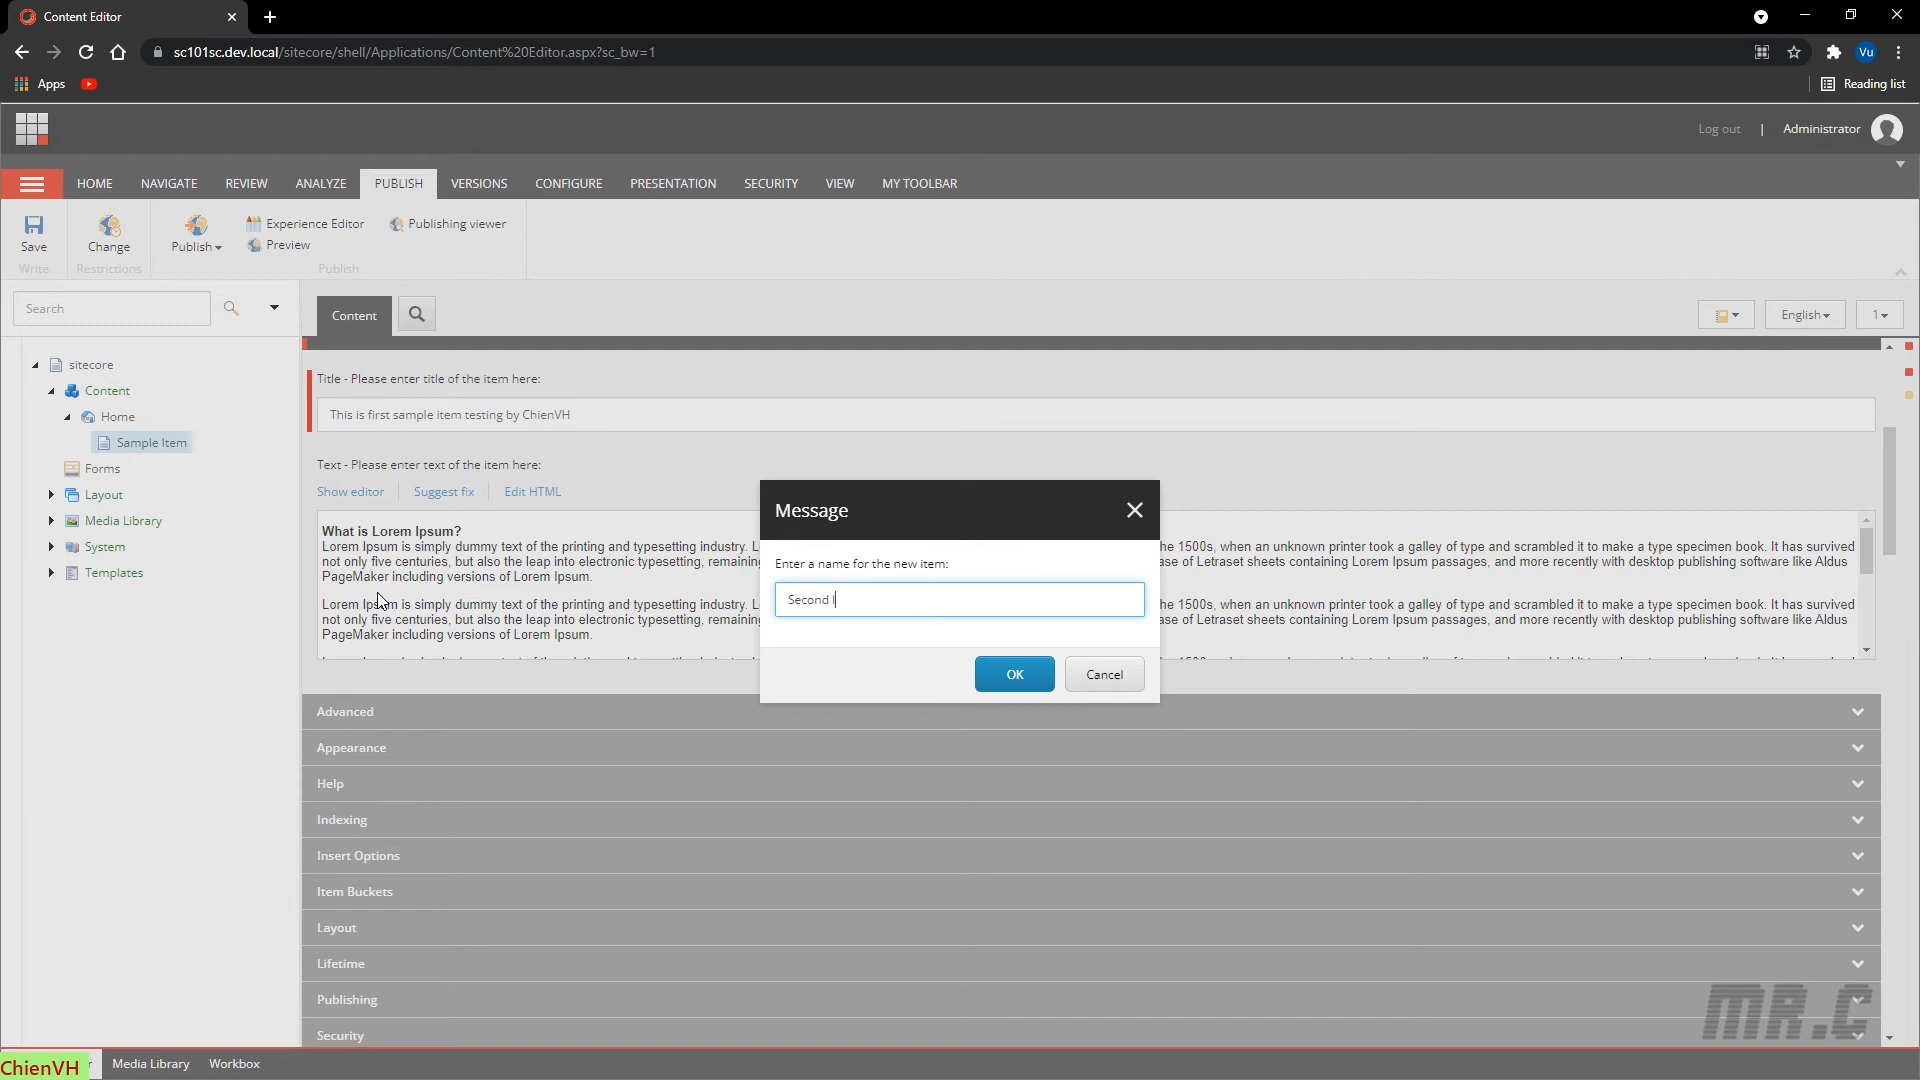 Content Editor
sc101sc.dev.local/sitecore/shell/Applications/Content%20Editor.aspx?sc_bw=1
Vu
Apps
Reading list
Log out | Administrator
HOME NAVIGATE REVIEW ANALYZE PUBLISH VERSIONS CONFIGURE PRESENTATION SECURITY VIEW MY TOOLBAR
Save
Write
Change
Restrictions
Publish
Experience Editor
Publishing viewer
Preview
Publish
Search
Content
English
1
sitecore
Content
Home
Sample Item
Forms
Layout
Media Library
System
Templates
Title - Please enter title of the item here:
This is first sample item testing by ChienVH
Text - Please enter text of the item here:
Show editor Suggest fix Edit HTML
What is Lorem Ipsum?
Lorem Ipsum is simply dummy text of the printing and typesetting industry. L he 1500s, when an unknown printer took a galley of type and scrambled it to make a type specimen book. It has survived
not only five centuries, but also the leap into electronic typesetting, remaining ase of Letraset sheets containing Lorem Ipsum passages, and more recently with desktop publishing software like Aldus
PageMaker including versions of Lorem Ipsum.
Lorem Ipsum is simply dummy text of the printing and typesetting industry. L he 1500s, when an unknown printer took a galley of type and scrambled it to make a type specimen book. It has survived
not only five centuries, but also the leap into electronic typesetting, remaining ase of Letraset sheets containing Lorem Ipsum passages, and more recently with desktop publishing software like Aldus
PageMaker including versions of Lorem Ipsum.
Message
Enter a name for the new item:
Second I
OK
Cancel
Advanced
Appearance
Help
Indexing
Insert Options
Item Buckets
Layout
Lifetime
Publishing
Security
MR.C
ChienVH
r
Media Library
Workbox